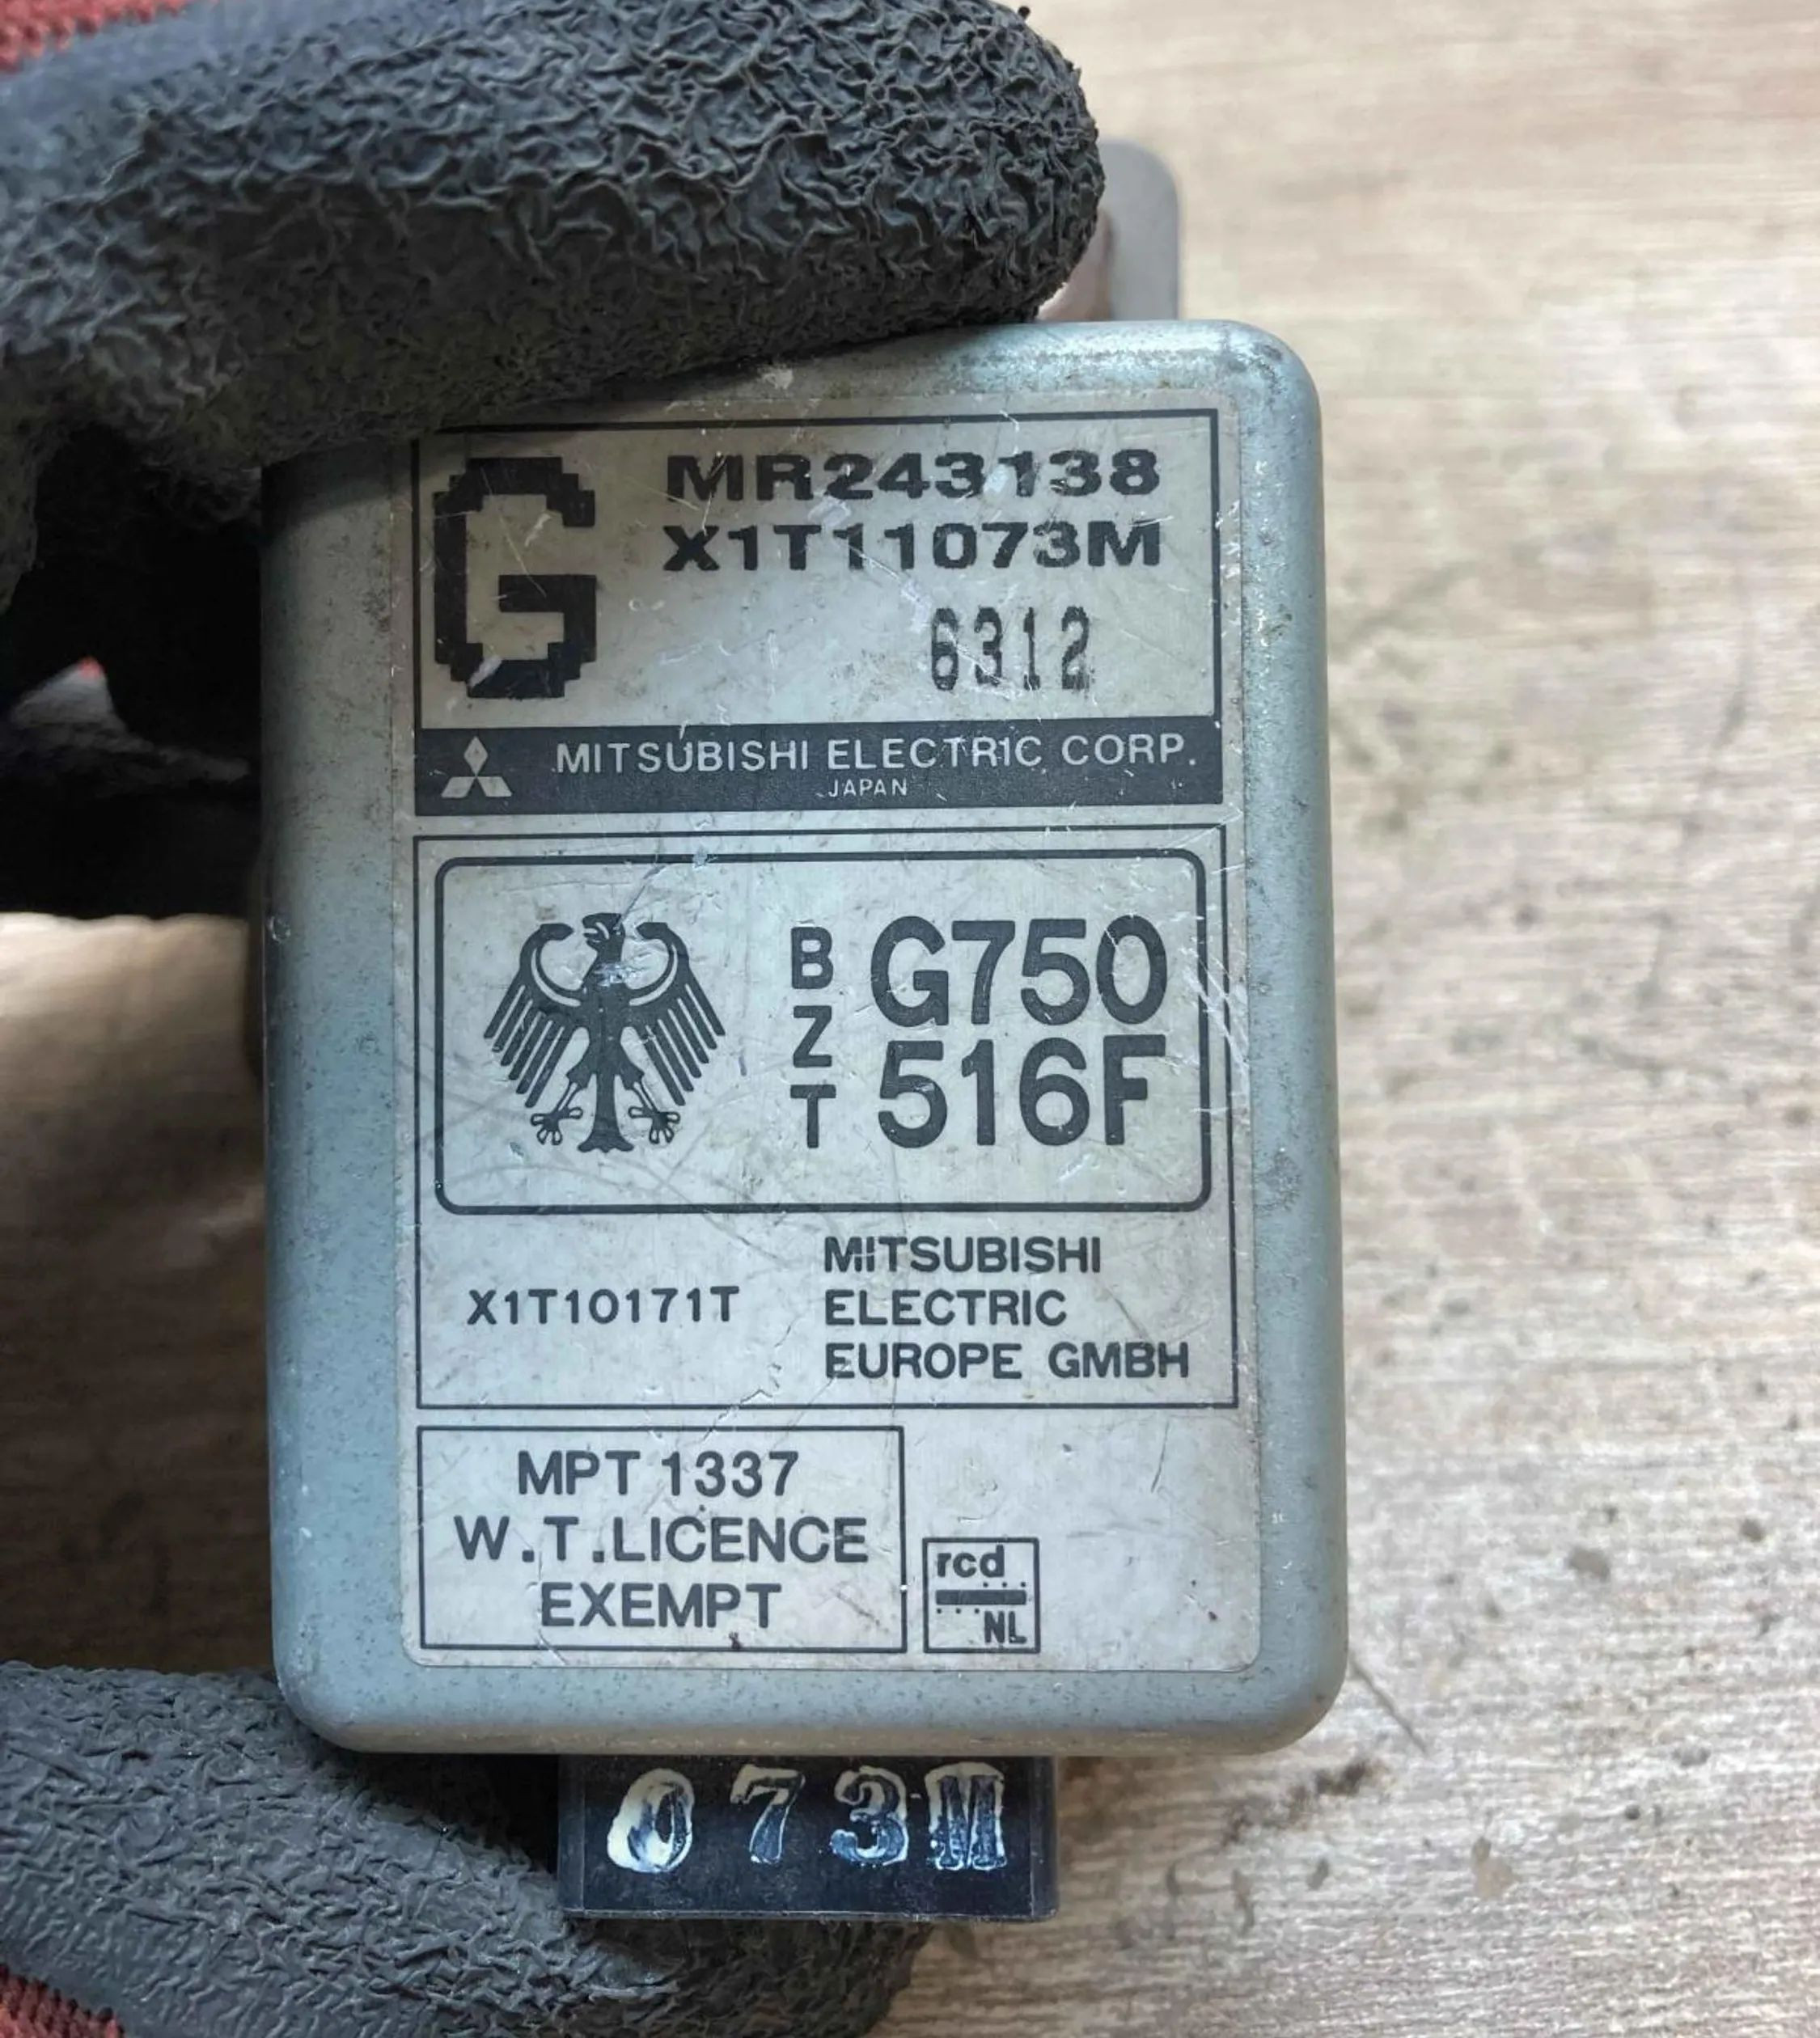 G
MR243138
X1T11073M
6312
MITSUBISHI ELECTRIC CORP.
JAPAN
BZT
G750
516F
X1T10171T
MITSUBISHI
ELECTRIC
EUROPE GMBH
MPT 1337
W.T.LICENCE
EXEMPT
rcd
NL
073M